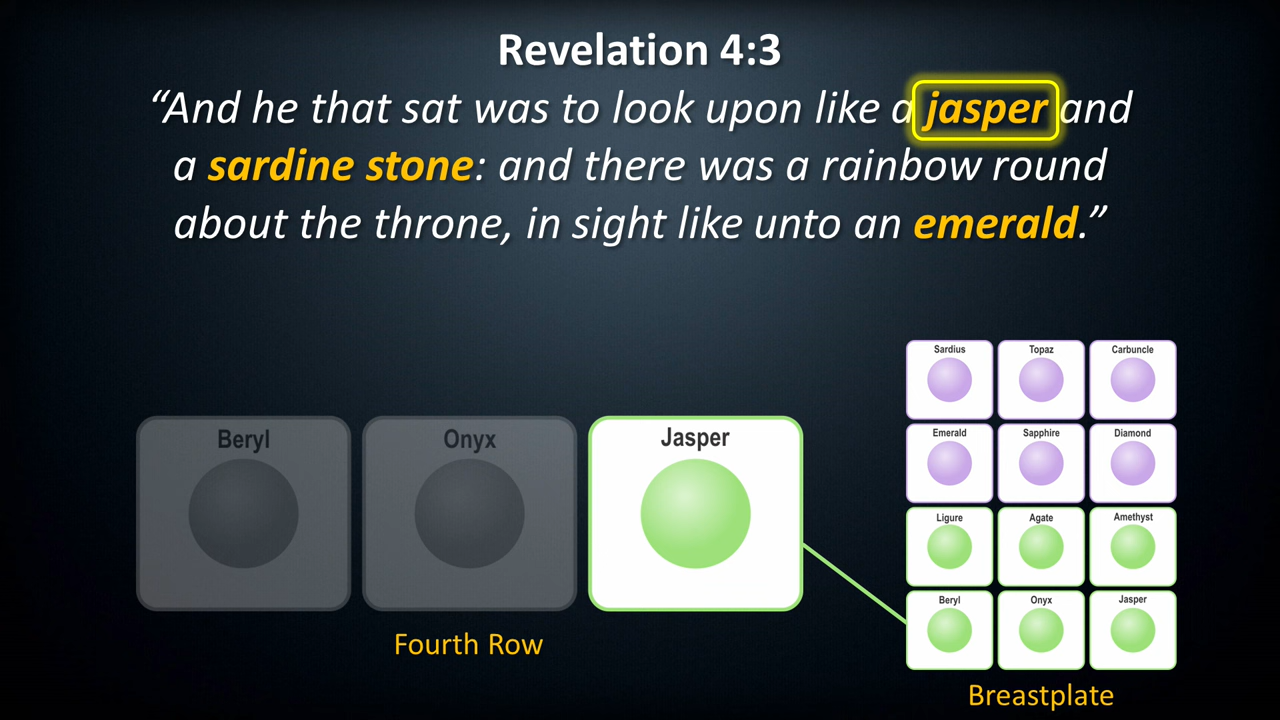 Revelation 4:3
“And he that sat was to look upon like a jasper and
a sardine stone: and there was a rainbow round
about the throne, in sight like unto an emerald.”
Beryl
Onyx
Jasper
Fourth Row
Sardius
Topaz
Carbuncle
Emerald
Sapphire
Diamond
Ligure
Agate
Amethyst
Beryl
Onyx
Jasper
Breastplate